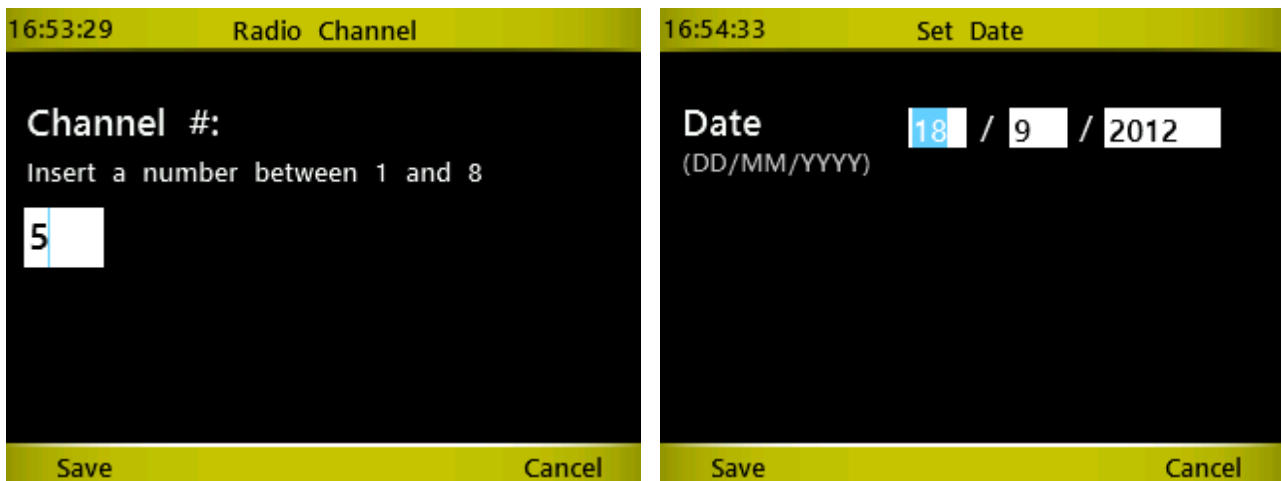 16:53:29 Radio Channel
Channel #:
Insert a number between 1 and 8
5
Save Cancel
16:54:33 Set Date
Date 18 / 9 / 2012
(DD/MM/YYYY)
Save Cancel